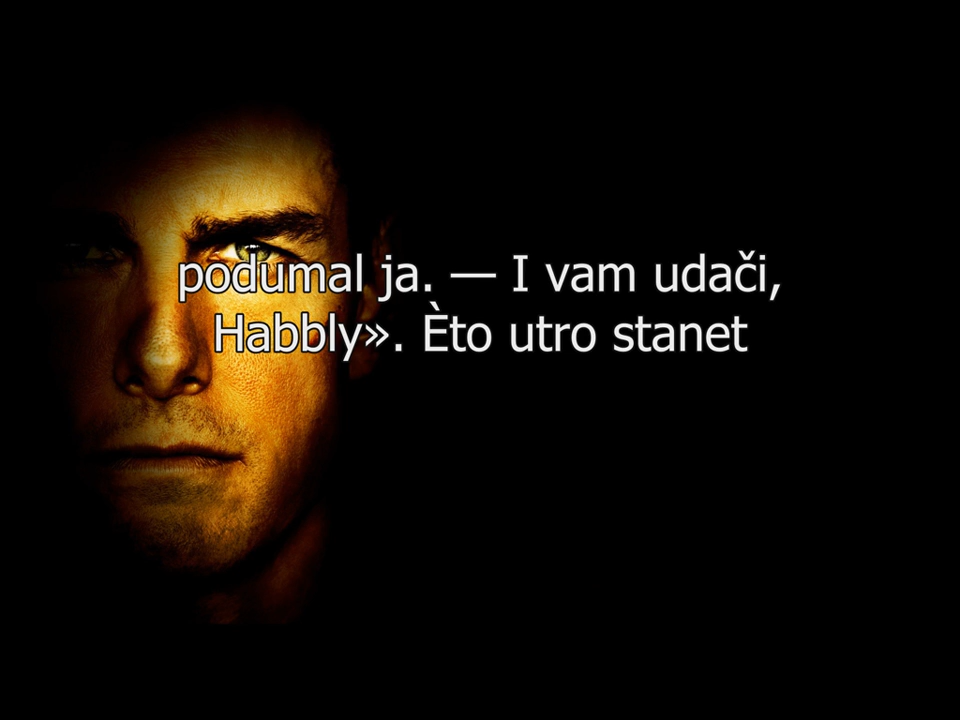 podumal ja. — I vam udači,
Habbly». Èto utro stanet